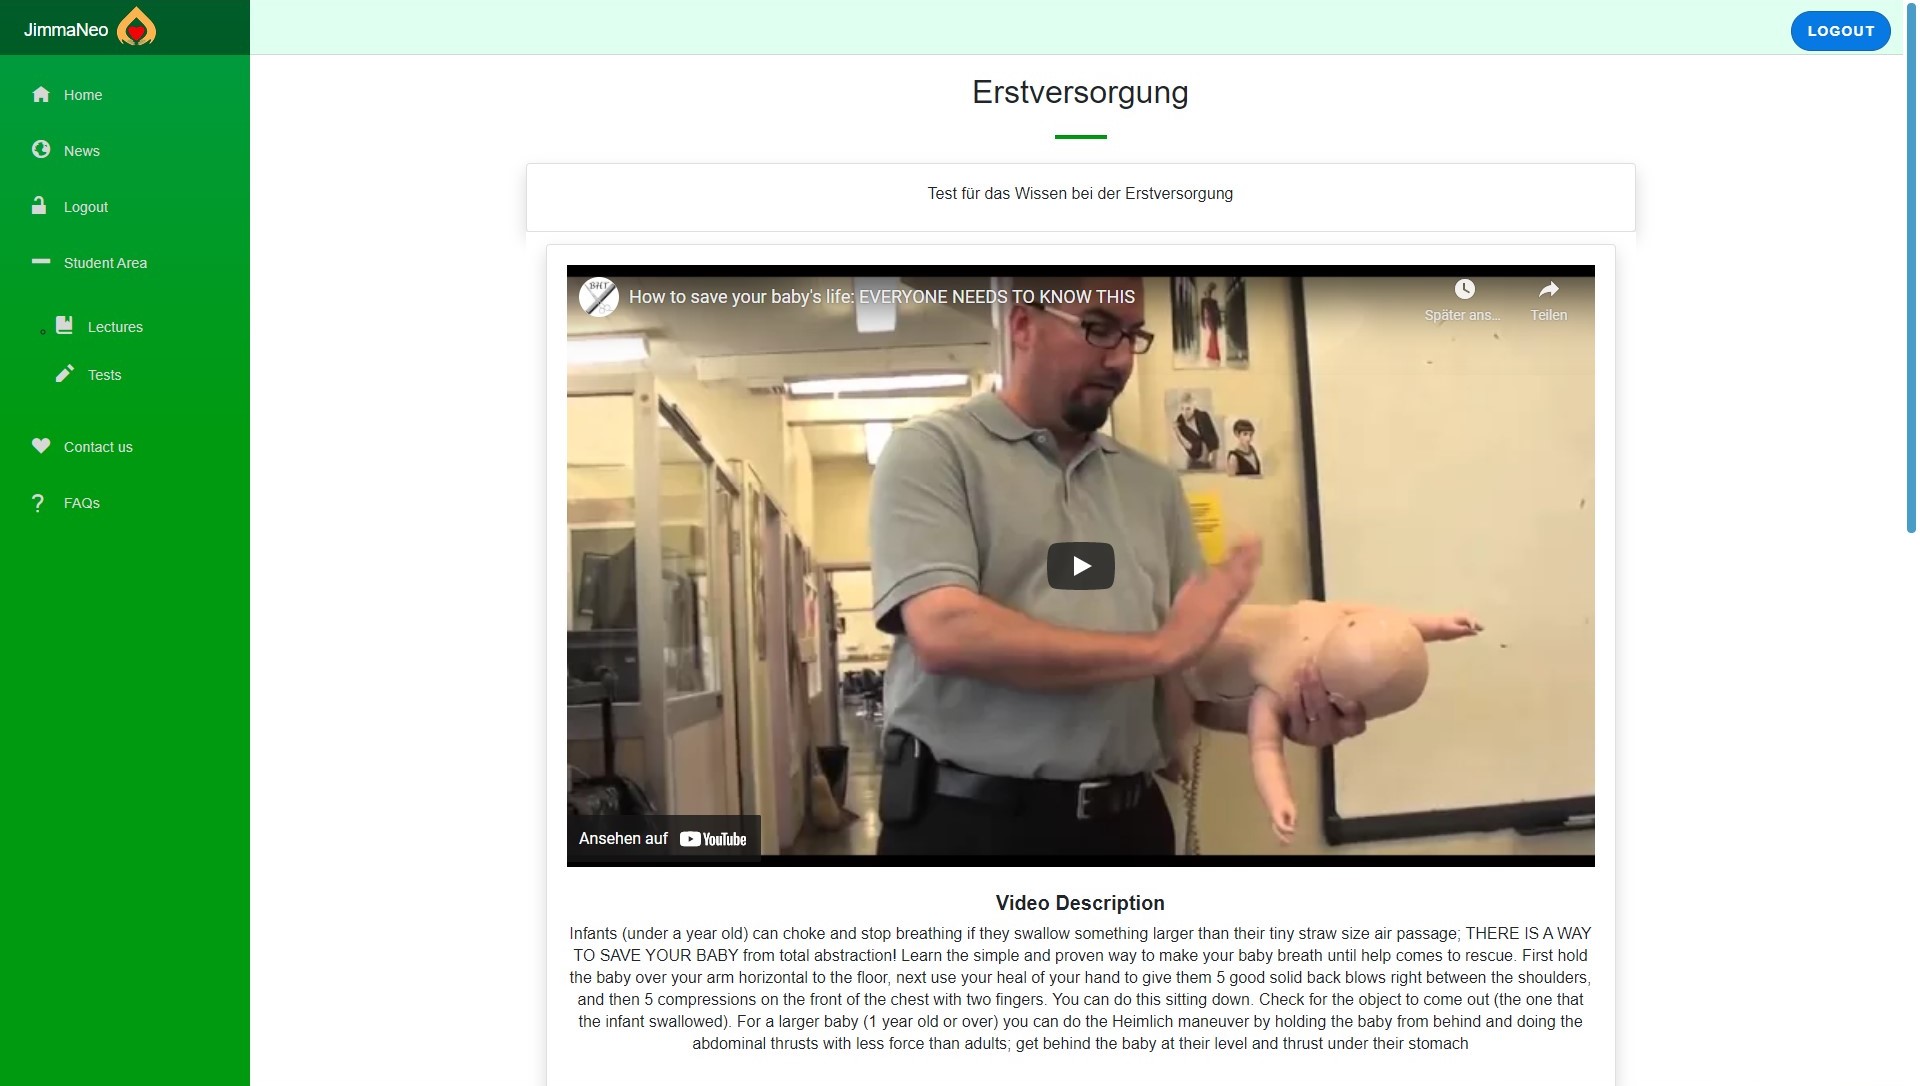 JimmaNeo
LOGOUT
Home
News
Logout
Student Area
Lectures
Tests
Contact us
FAQs
Erstversorgung
Test für das Wissen bei der Erstversorgung
BHT
How to save your baby's life: EVERYONE NEEDS TO KNOW THIS
Später ans...
Teilen
Ansehen auf YouTube
Video Description
Infants (under a year old) can choke and stop breathing if they swallow something larger than their tiny straw size air passage; THERE IS A WAY
TO SAVE YOUR BABY from total abstraction! Learn the simple and proven way to make your baby breath until help comes to rescue. First hold
the baby over your arm horizontal to the floor, next use your heal of your hand to give them 5 good solid back blows right between the shoulders,
and then 5 compressions on the front of the chest with two fingers. You can do this sitting down. Check for the object to come out (the one that
the infant swallowed). For a larger baby (1 year old or over) you can do the Heimlich maneuver by holding the baby from behind and doing the
abdominal thrusts with less force than adults; get behind the baby at their level and thrust under their stomach